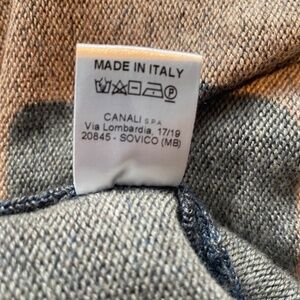 MADE IN ITALY
CANALI S.P.A.
Via Lombardia, 17/19
20845 - SOVICO (MB)